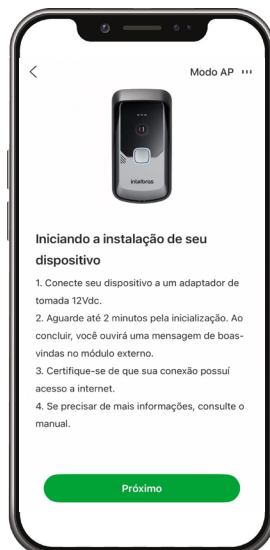 Modo AP
intelbras
Iniciando a instalação de seu
dispositivo
1. Conecte seu dispositivo a um adaptador de
tomada 12Vdc.
2. Aguarde até 2 minutos pela inicialização. Ao
concluir, você ouvirá uma mensagem de boas-
vindas no módulo externo.
3. Certifique-se de que sua conexão possuí
acesso a internet.
4. Se precisar de mais informações, consulte o
manual.
Próximo